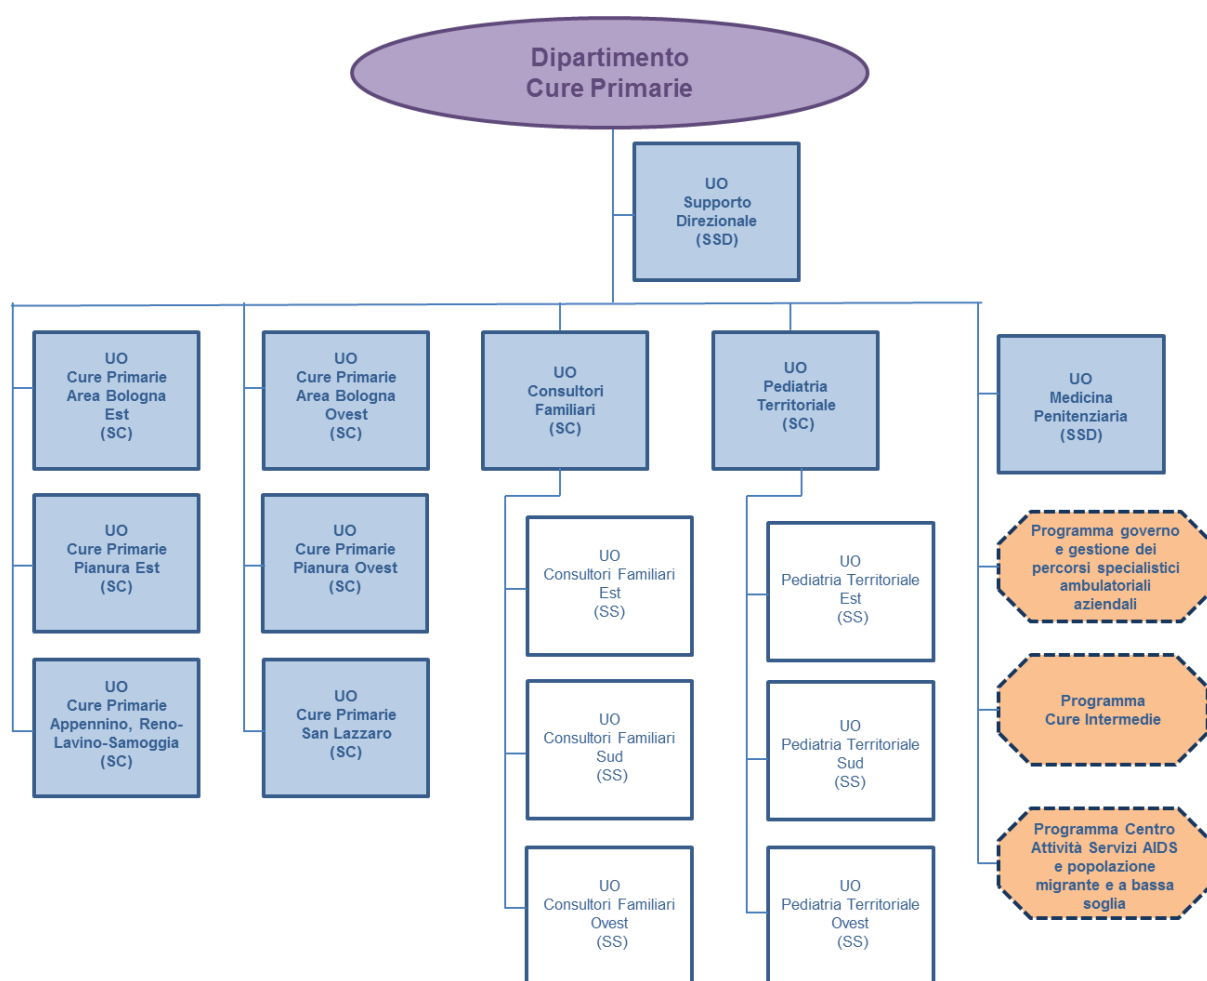 Dipartimento
Cure Primarie
UO
Supporto
Direzionale
(SSD)
UO
Cure Primarie
Area Bologna
Est
(SC)
UO
Cure Primarie
Area Bologna
Ovest
(SC)
UO
Consultori
Familiari
(SC)
UO
Pediatria
Territoriale
(SC)
UO
Medicina
Penitenziaria
(SSD)
UO
Cure Primarie
Pianura Est
(SC)
UO
Cure Primarie
Pianura Ovest
(SC)
UO
Consultori Familiari
Est
(SS)
UO
Pediatria Territoriale
Est
(SS)
Programma governo
e gestione dei
percorsi specialistici
ambulatoriali
aziendali
UO
Cure Primarie
Appennino, Reno-
Lavino-Samoggia
(SC)
UO
Cure Primarie
San Lazzaro
(SC)
UO
Consultori Familiari
Sud
(SS)
UO
Pediatria Territoriale
Sud
(SS)
Programma
Cure Intermedie
UO
Consultori Familiari
Ovest
(SS)
UO
Pediatria Territoriale
Ovest
(SS)
Programma Centro
Attività Servizi AIDS
e popolazione
migrante e a bassa
soglia